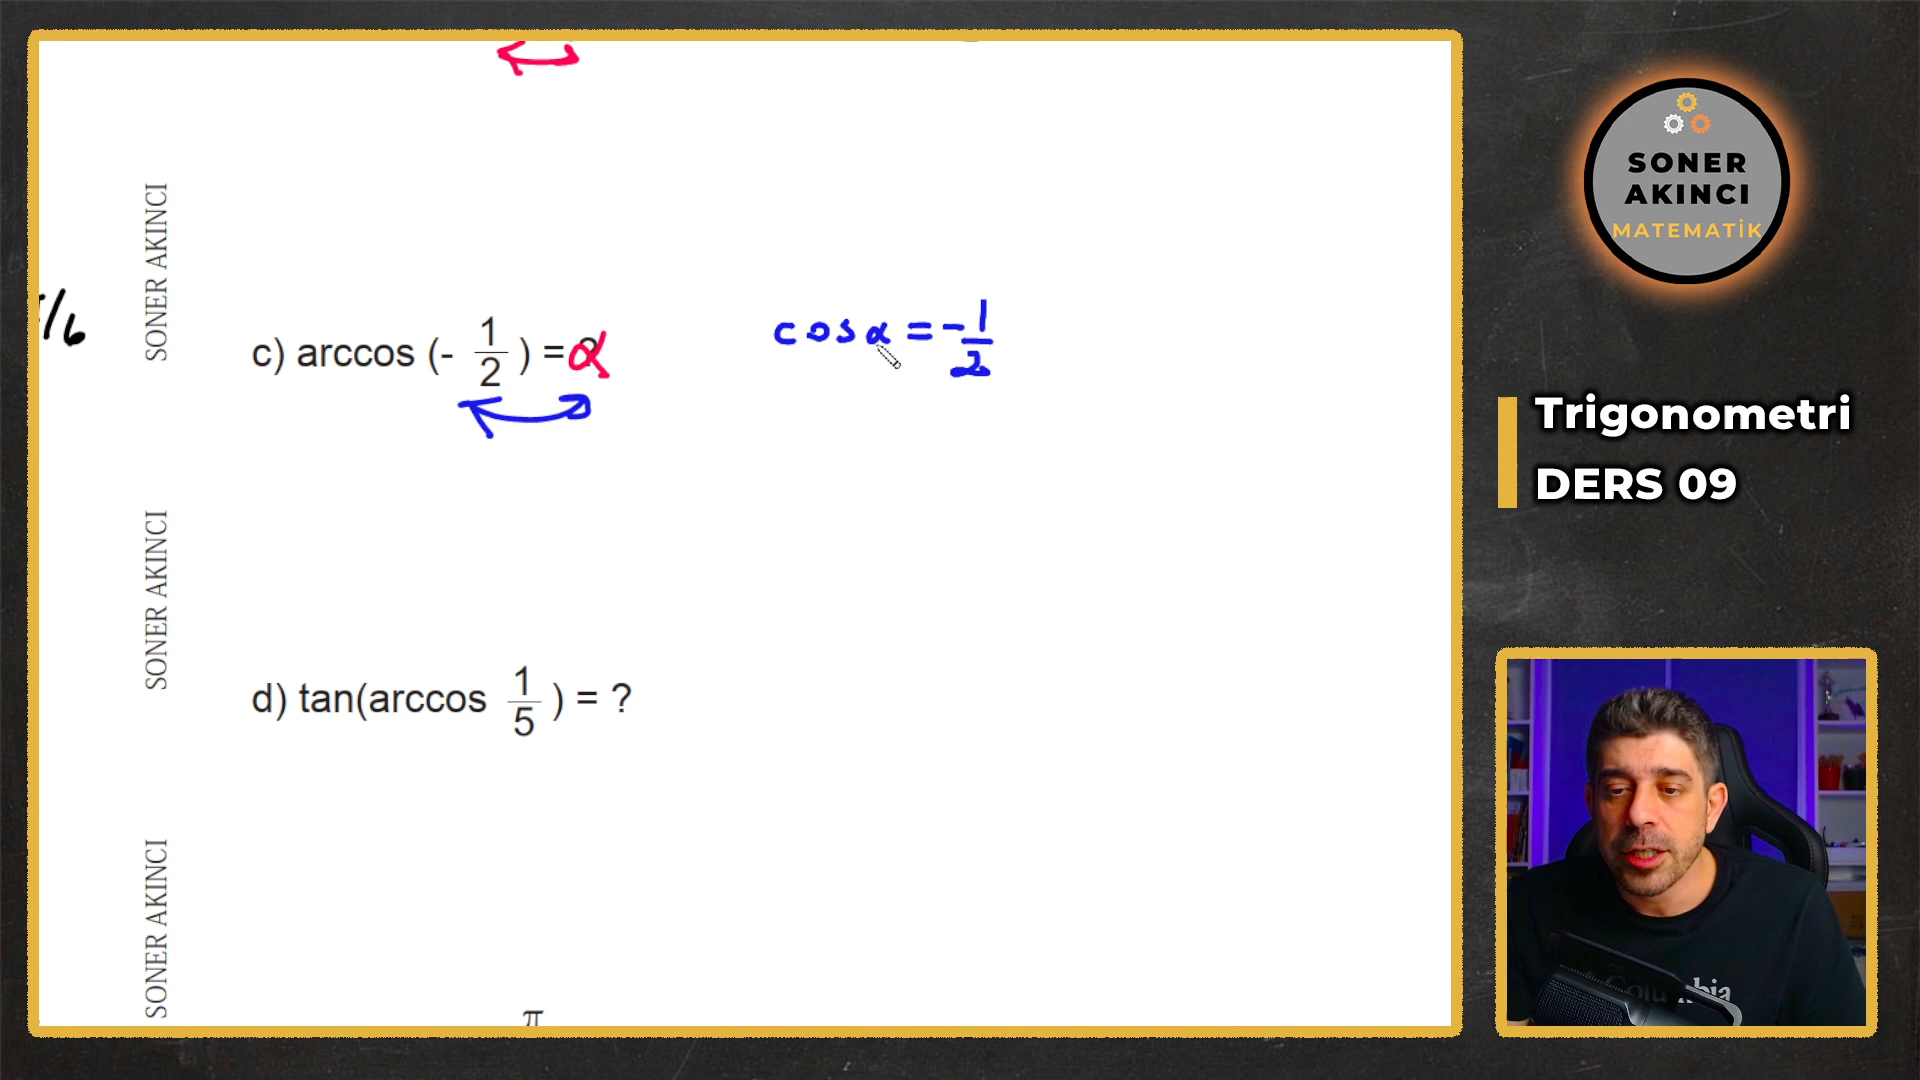 SONER AKINCI
c) arccos (- 1/2 ) = α
cos α = - 1/2
SONER AKINCI
d) tan(arccos 1/5 ) = ?
SONER AKINCI
π
/6
SONER
AKINCI
MATEMATİK
Trigonometri
DERS 09